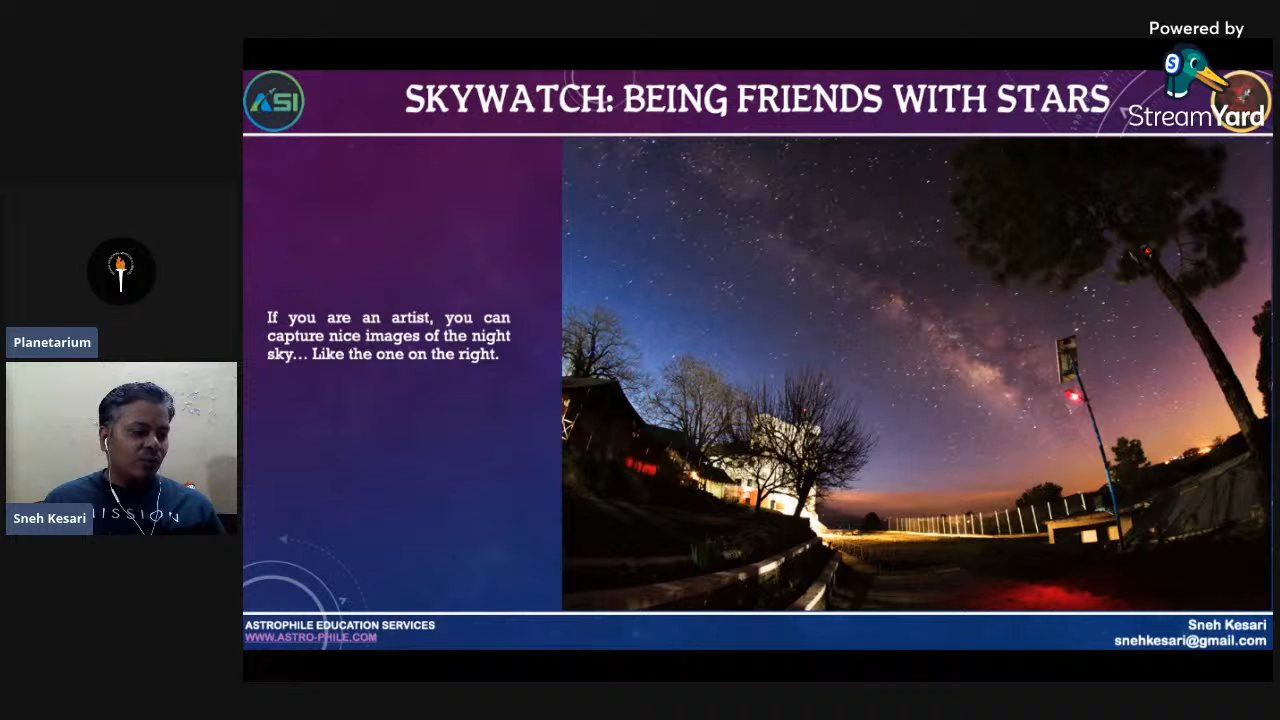 Powered by
StreamYard
ASI
SKYWATCH: BEING FRIENDS WITH STARS
If you are an artist, you can
capture nice images of the night
sky... Like the one on the right.
Planetarium
Sneh Kesari
MISSION
ASTROPHILE EDUCATION SERVICES
WWW.ASTRO-PHILE.COM
Sneh Kesari
snehkesari@gmail.com